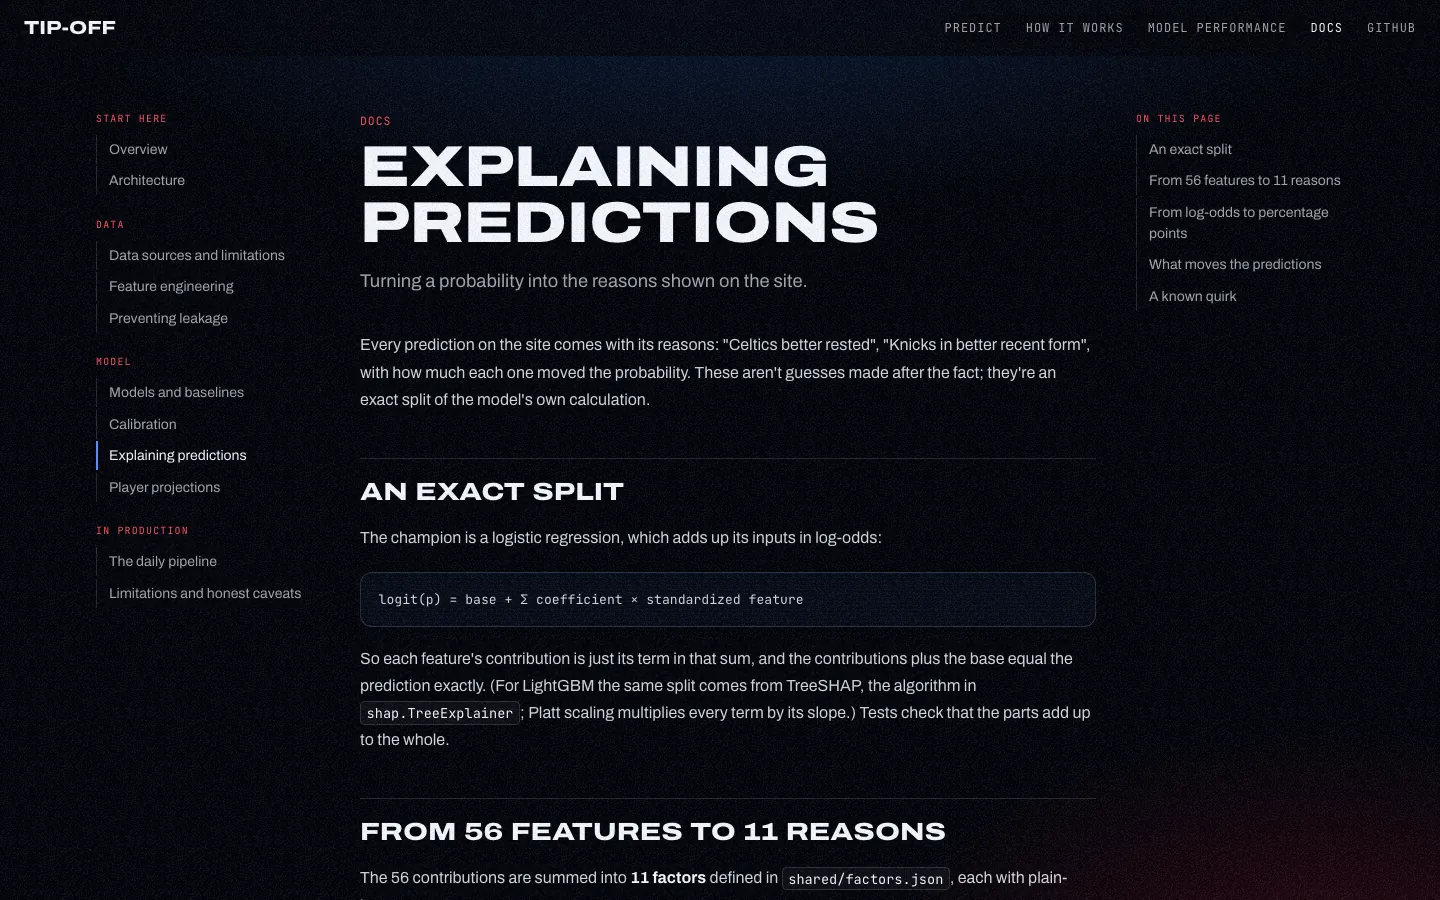 TIP-OFF
PREDICT HOW IT WORKS MODEL PERFORMANCE DOCS GITHUB
START HERE
Overview
Architecture
DATA
Data sources and limitations
Feature engineering
Preventing leakage
MODEL
Models and baselines
Calibration
Explaining predictions
Player projections
IN PRODUCTION
The daily pipeline
Limitations and honest caveats
DOCS
EXPLAINING
PREDICTIONS
Turning a probability into the reasons shown on the site.
Every prediction on the site comes with its reasons: "Celtics better rested", "Knicks in better recent form",
with how much each one moved the probability. These aren't guesses made after the fact; they're an
exact split of the model's own calculation.
AN EXACT SPLIT
The champion is a logistic regression, which adds up its inputs in log-odds:
logit(p) = base + Σ coefficient × standardized feature
So each feature's contribution is just its term in that sum, and the contributions plus the base equal the
prediction exactly. (For LightGBM the same split comes from TreeSHAP, the algorithm in
shap.TreeExplainer; Platt scaling multiplies every term by its slope.) Tests check that the parts add up
to the whole.
FROM 56 FEATURES TO 11 REASONS
The 56 contributions are summed into 11 factors defined in shared/factors.json, each with plain-
ON THIS PAGE
An exact split
From 56 features to 11 reasons
From log-odds to percentage
points
What moves the predictions
A known quirk